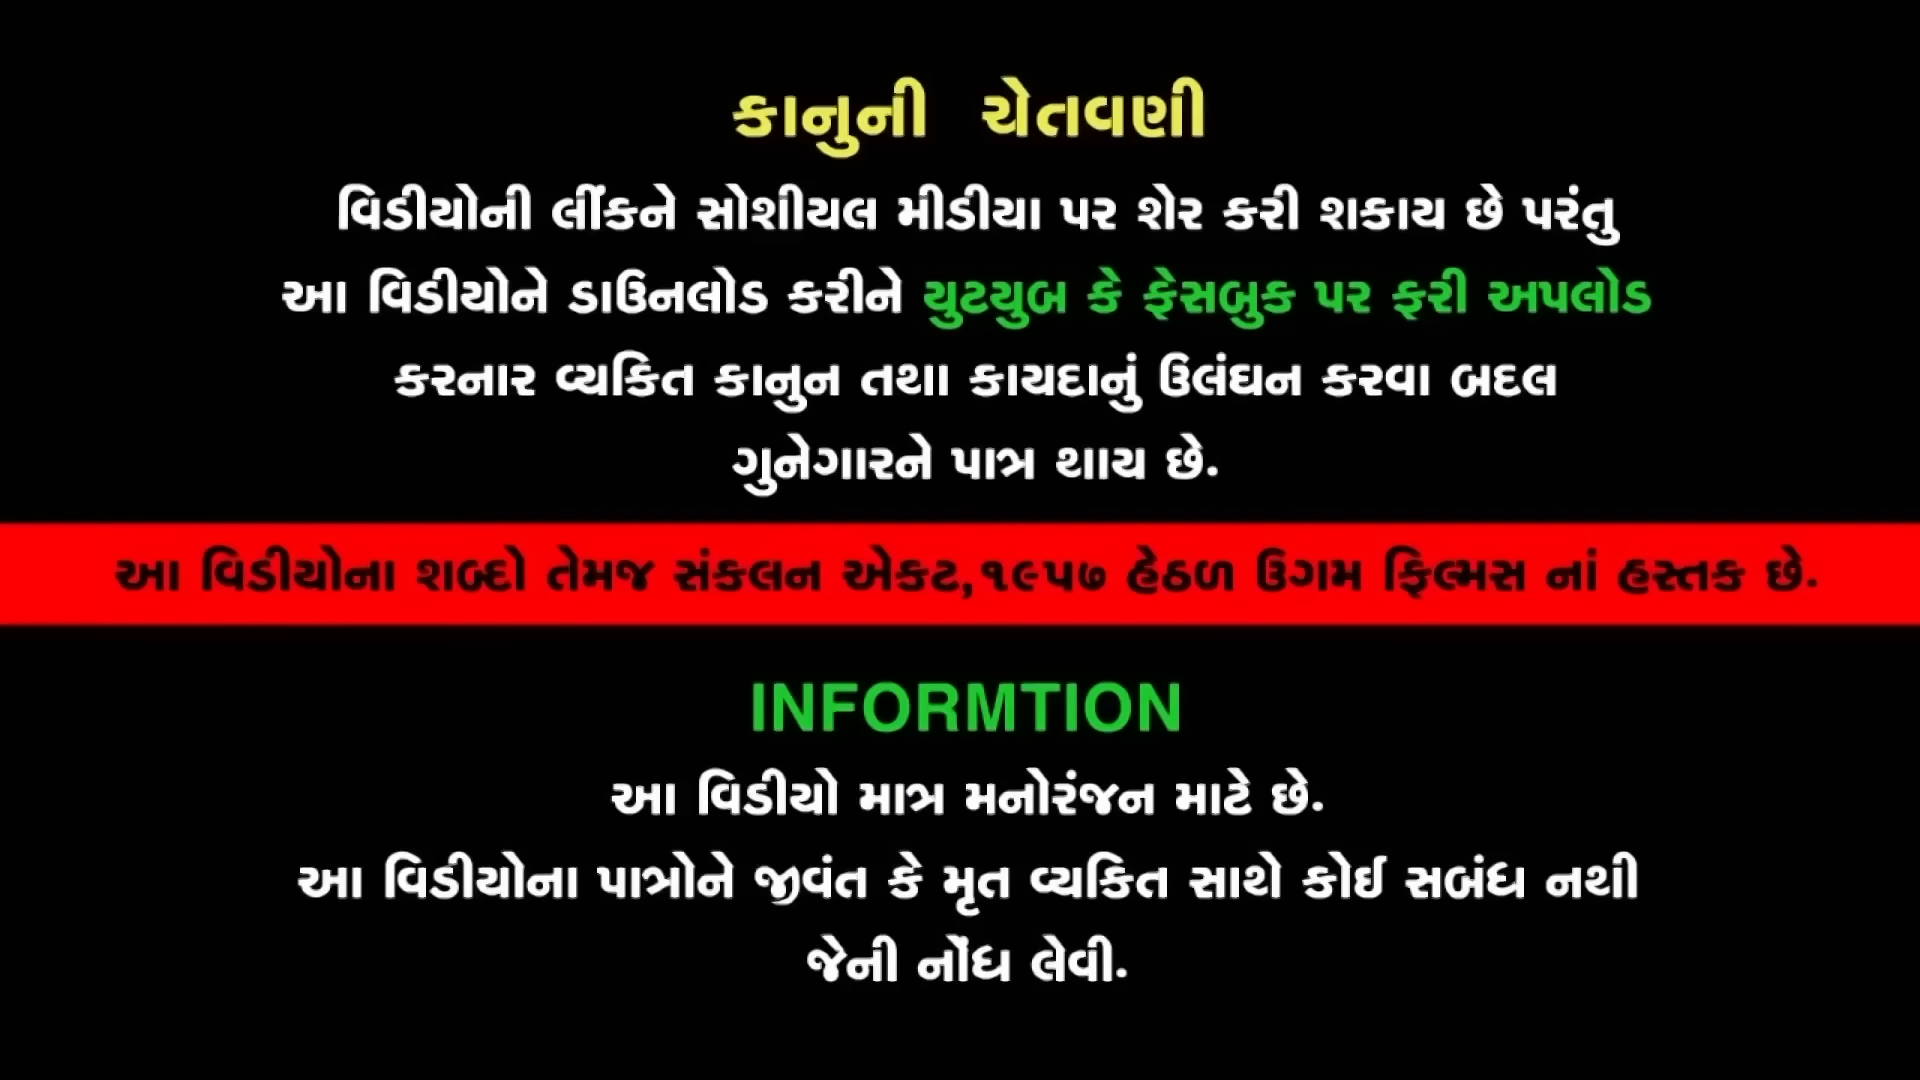 કાનુની ચેતવણી
વિડીયોની લીંકને સોશીયલ મીડીયા પર શેર કરી શકાય છે પરંતુ
આ વિડીયોને ડાઉનલોડ કરીને યુટયુબ કે ફેસબુક પર ફરી અપલોડ
કરનાર વ્યકિત કાનુન તથા કાયદાનું ઉલંઘન કરવા બદલ
ગુનેગારને પાત્ર થાય છે.
આ વિડીયોના શબ્દો તેમજ સંકલન એકટ,૧૯૫૭ હેઠળ ઉગમ ફિલ્મસ નાં હસ્તક છે.
INFORMTION
આ વિડીયો માત્ર મનોરંજન માટે છે.
આ વિડીયોના પાત્રોને જીવંત કે મૃત વ્યકિત સાથે કોઈ સબંધ નથી
જેની નોંધ લેવી.